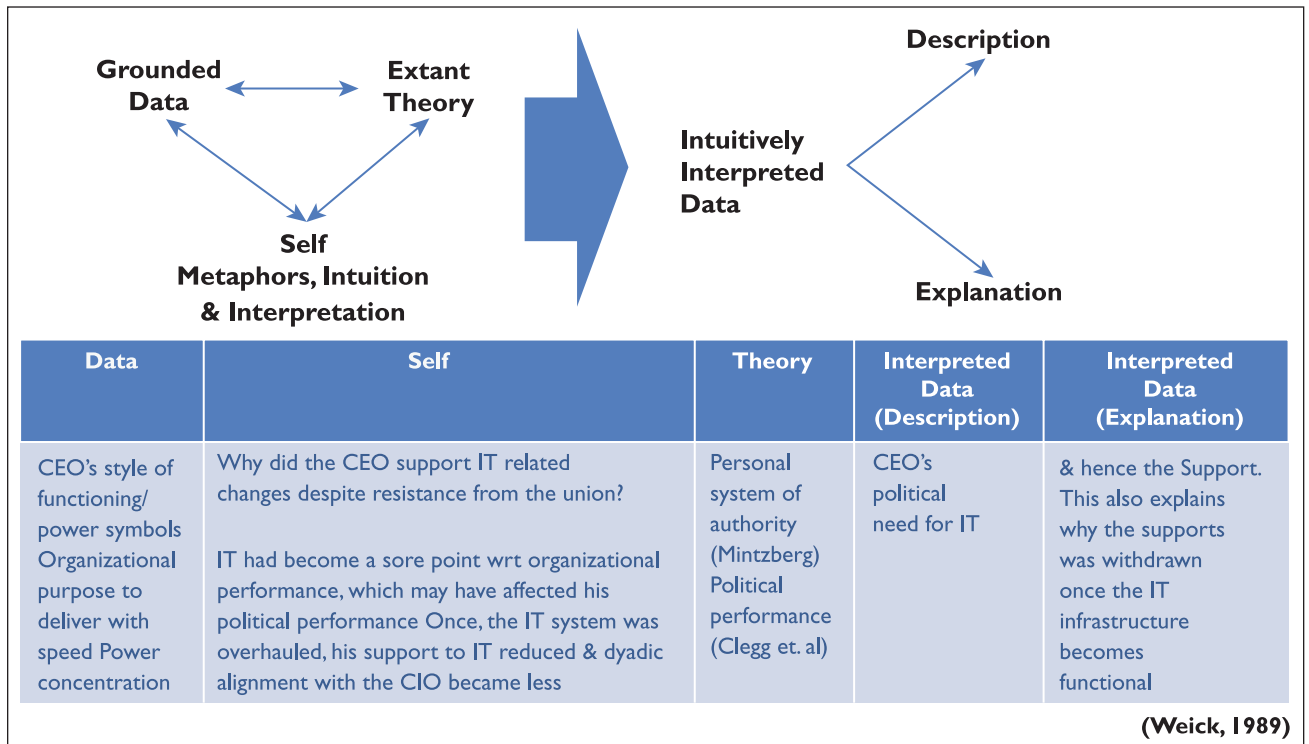 Grounded
Data
Extant
Theory
Self
Metaphors, Intuition
& Interpretation
Intuitively
Interpreted
Data
Description
Explanation
Data
Self
Theory
Interpreted
Data
(Description)
Interpreted
Data
(Explanation)
CEO's style of
functioning/
power symbols
Organizational
purpose to
deliver with
speed Power
concentration
Why did the CEO support IT related
changes despite resistance from the union?
IT had become a sore point wrt organizational
performance, which may have affected his
political performance Once, the IT system was
overhauled, his support to IT reduced & dyadic
alignment with the CIO became less
Personal
system of
authority
(Mintzberg)
Political
performance
(Clegg et. al)
CEO's
political
need for IT
& hence the Support.
This also explains
why the supports
was withdrawn
once the IT
infrastructure
becomes
functional
(Weick, 1989)